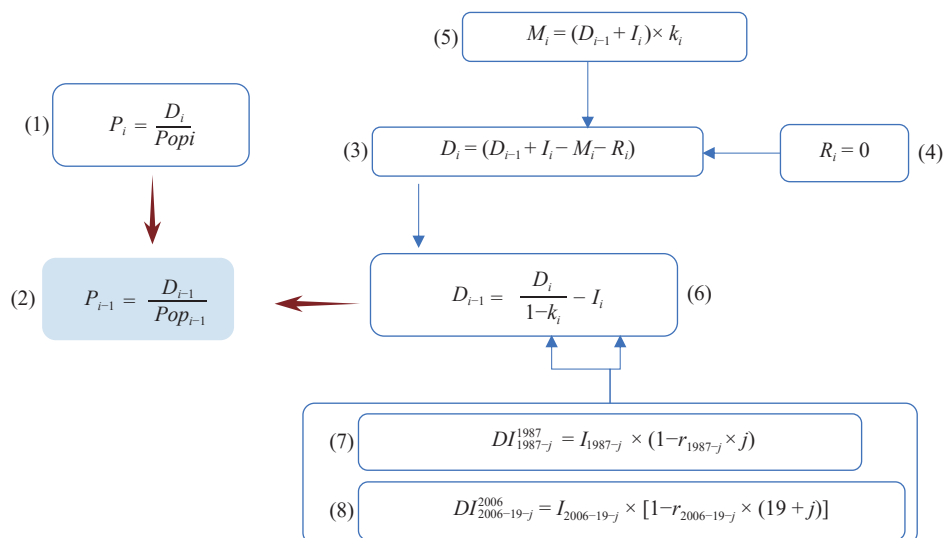 (5) M_i = (D_{i−1} + I_i) × k_i
(1) P_i = D_i / Popi
(3) D_i = (D_{i−1} + I_i − M_i − R_i)
R_i = 0 (4)
(2) P_{i−1} = D_{i−1} / Pop_{i−1}
D_{i−1} = D_i / 1−k_i − I_i (6)
(7) DI^{1987}_{1987−j} = I_{1987−j} × (1−r_{1987−j} × j)
(8) DI^{2006}_{2006−19−j} = I_{2006−19−j} × [1−r_{2006−19−j} × (19 + j)]